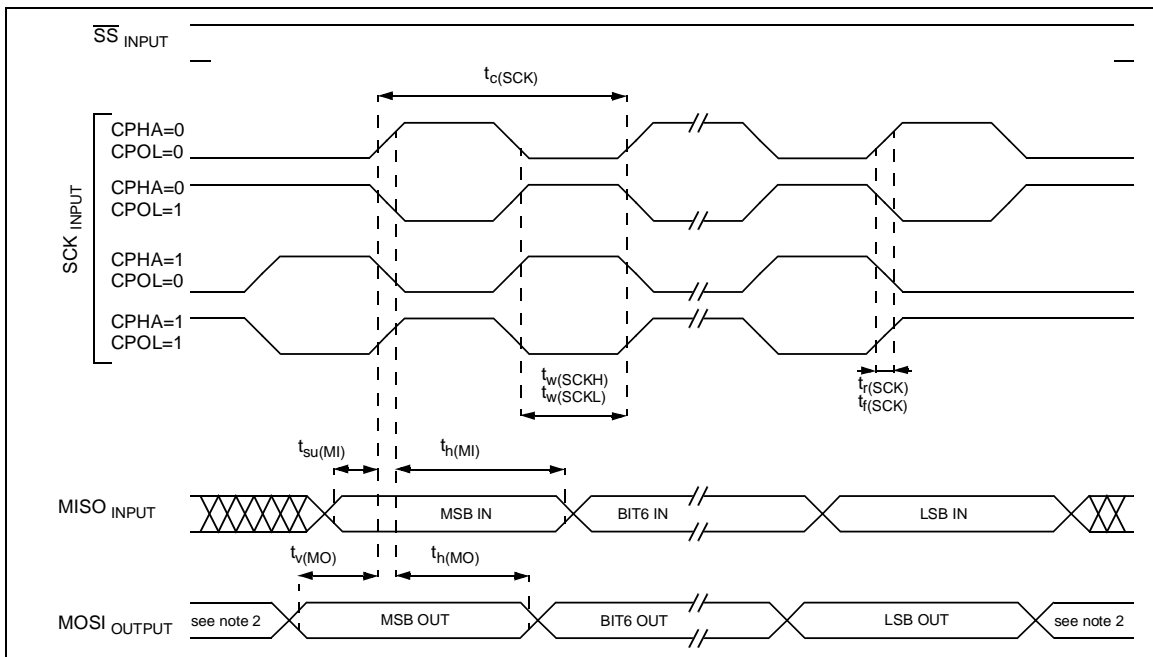 SS INPUT
tc(SCK)
SCK INPUT
CPHA=0
CPOL=0
CPHA=0
CPOL=1
CPHA=1
CPOL=0
CPHA=1
CPOL=1
tw(SCKH)
tw(SCKL)
tr(SCK)
tf(SCK)
tsu(MI)
th(MI)
MISO INPUT
MSB IN
BIT6 IN
LSB IN
tv(MO)
th(MO)
MOSI OUTPUT
see note 2
MSB OUT
BIT6 OUT
LSB OUT
see note 2